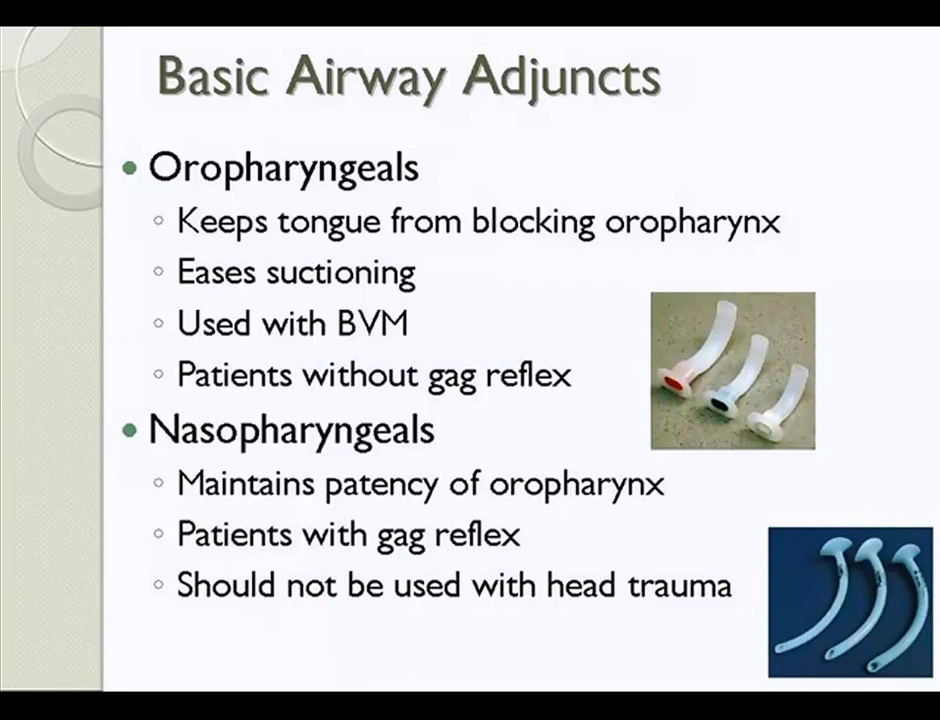 Basic Airway Adjuncts
Oropharyngeals
Keeps tongue from blocking oropharynx
Eases suctioning
Used with BVM
Patients without gag reflex
Nasopharyngeals
Maintains patency of oropharynx
Patients with gag reflex
Should not be used with head trauma